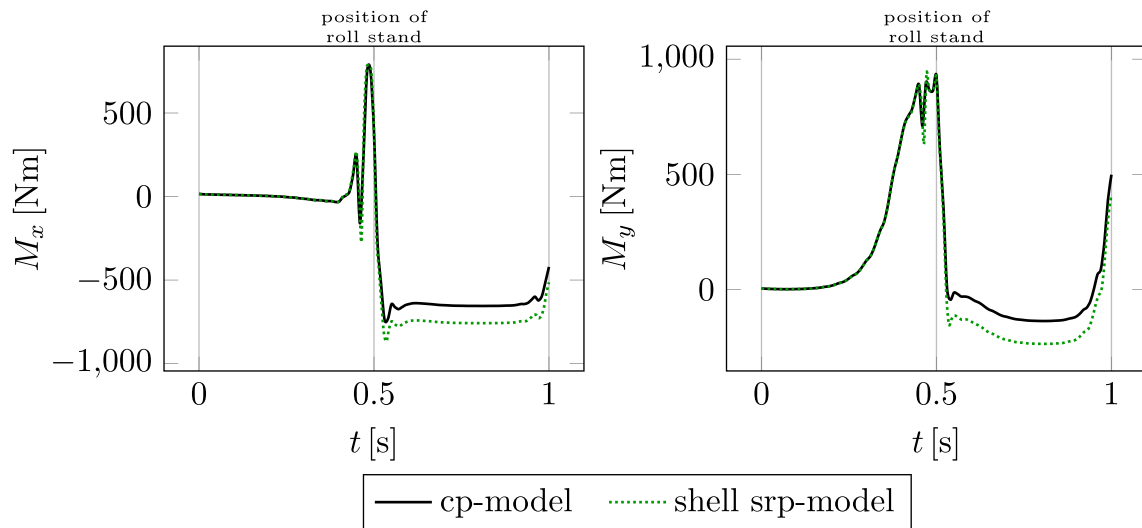 position of
roll stand
500
0
−500
−1,000
M_x [Nm]
0
0.5
1
t [s]
position of
roll stand
1,000
500
0
M_y [Nm]
0
0.5
1
t [s]
cp-model
shell srp-model